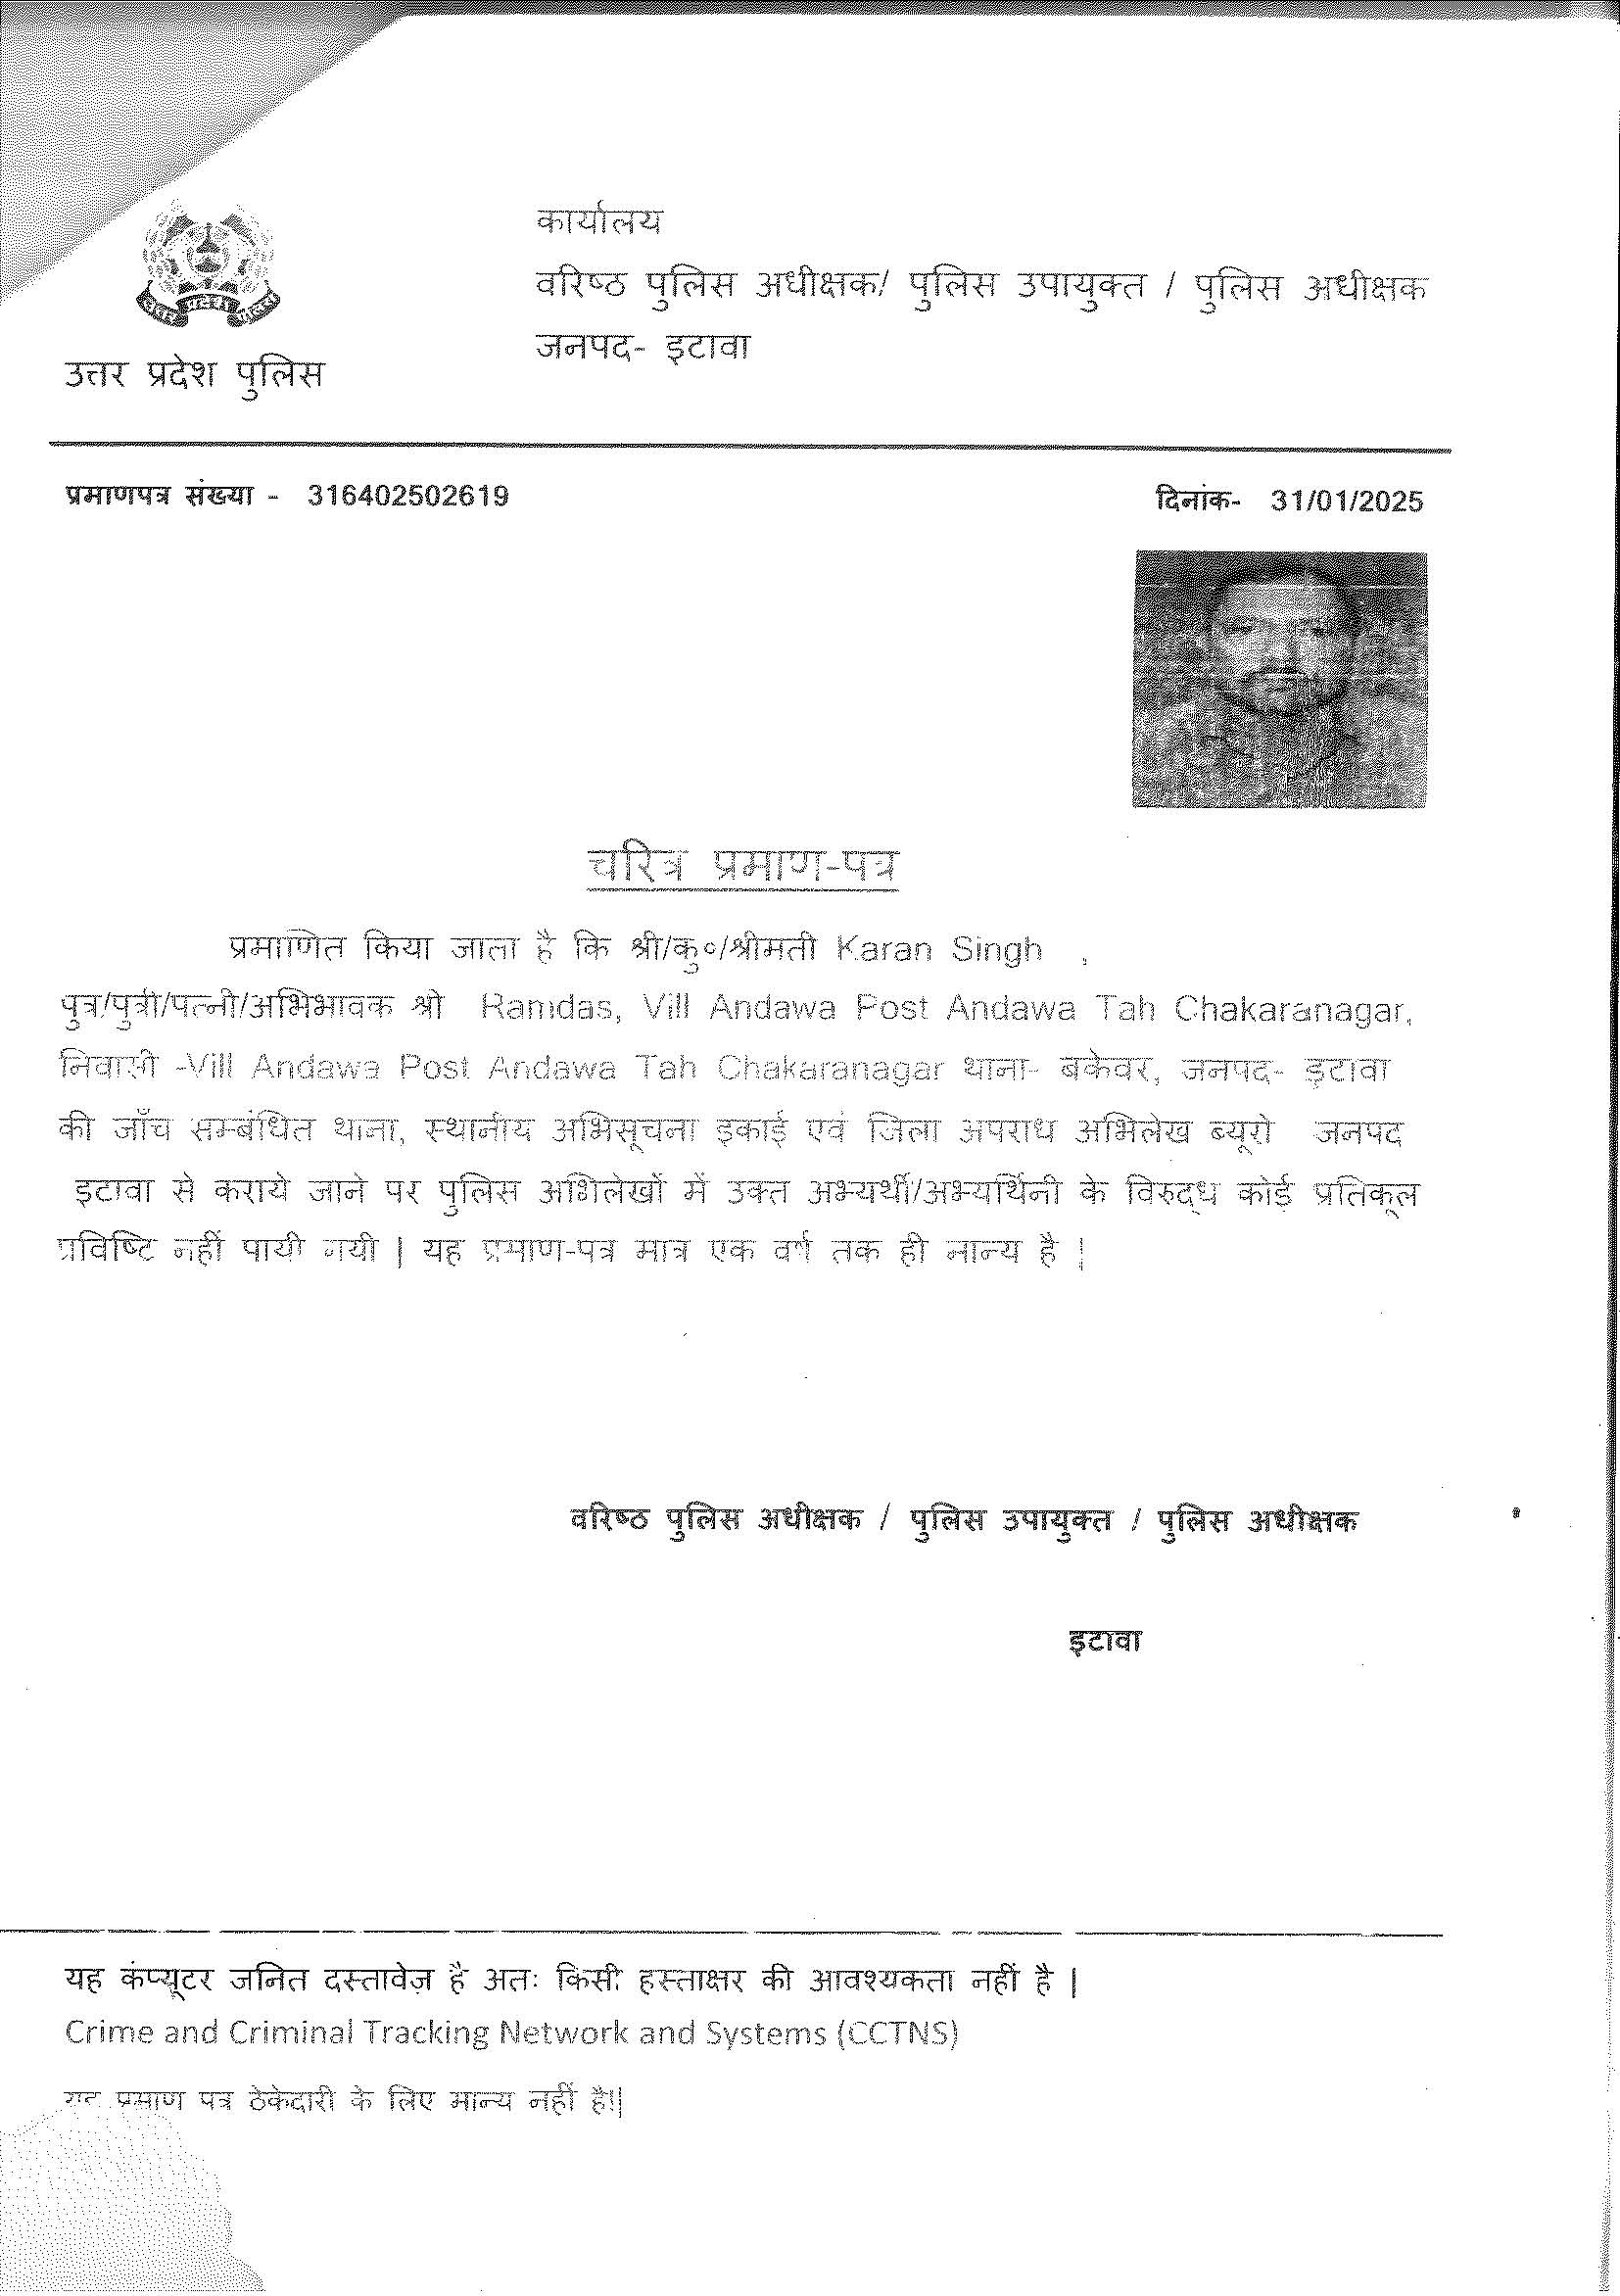 कार्यालय
वरिष्ठ पुलिस अधीक्षक/ पुलिस उपायुक्त / पुलिस अधीक्षक
जनपद- इटावा
उत्तर प्रदेश पुलिस
प्रमाणपत्र संख्या - 316402502619
दिनांक- 31/01/2025
चरित्र प्रमाण-पत्र
प्रमाणित किया जाता है कि श्री/कु०/श्रीमती Karan Singh ,
पुत्र/पुत्री/पत्नी/अभिभावक श्री Ramdas, Vill Andawa Post Andawa Tah Chakaranagar,
निवासी -Vill Andawa Post Andawa Tah Chakaranagar थाना- बकेवर, जनपद- इटावा
की जाँच सम्बंधित थाना, स्थानीय अभिसूचना इकाई एवं जिला अपराध अभिलेख ब्यूरो जनपद
इटावा से कराये जाने पर पुलिस अभिलेखों में उक्त अभ्यर्थी/अभ्यर्थिनी के विरुद्ध कोई प्रतिकूल
प्रविष्टि नहीं पायी गयी | यह प्रमाण-पत्र मात्र एक वर्ष तक ही मान्य है |
वरिष्ठ पुलिस अधीक्षक / पुलिस उपायुक्त / पुलिस अधीक्षक
इटावा
यह कंप्यूटर जनित दस्तावेज़ है अतः किसी हस्ताक्षर की आवश्यकता नहीं है |
Crime and Criminal Tracking Network and Systems (CCTNS)
यह प्रमाण पत्र ठेकेदारी के लिए मान्य नहीं है||